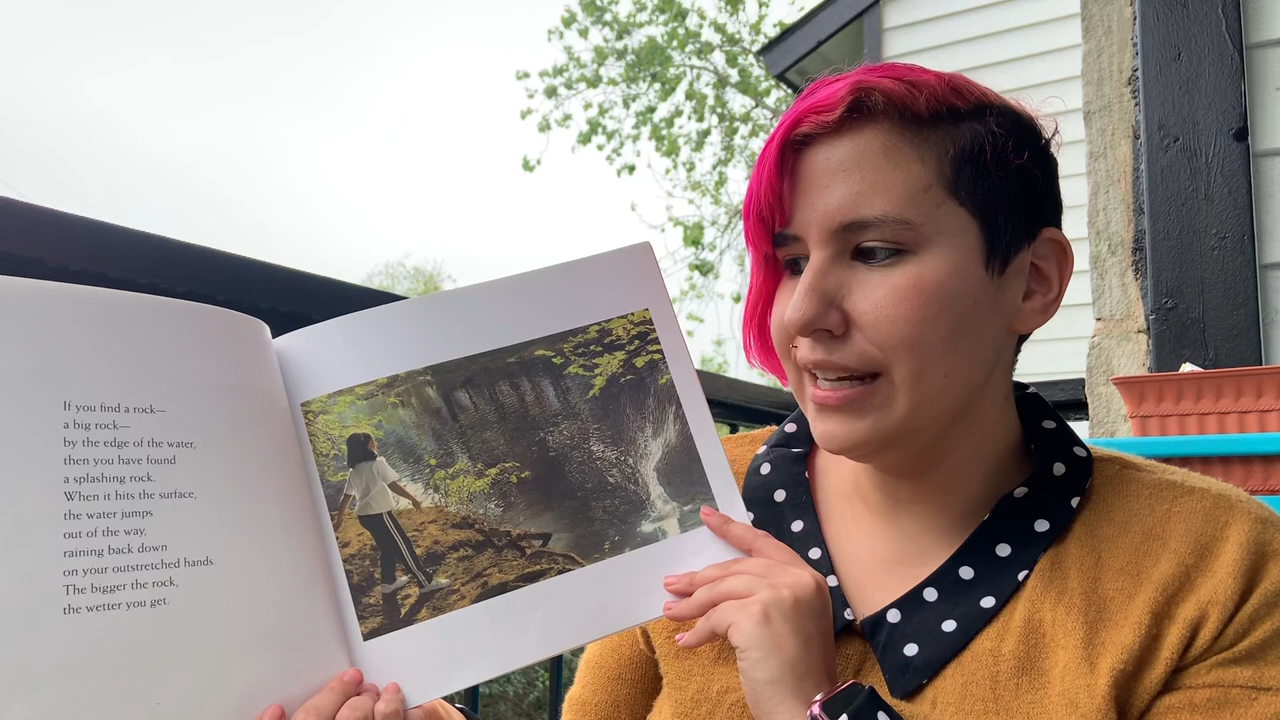 If you find a rock—
a big rock—
by the edge of the water,
then you have found
a splashing rock.
When it hits the surface,
the water jumps
out of the way,
raining back down
on your outstretched hands.
The bigger the rock,
the wetter you get.